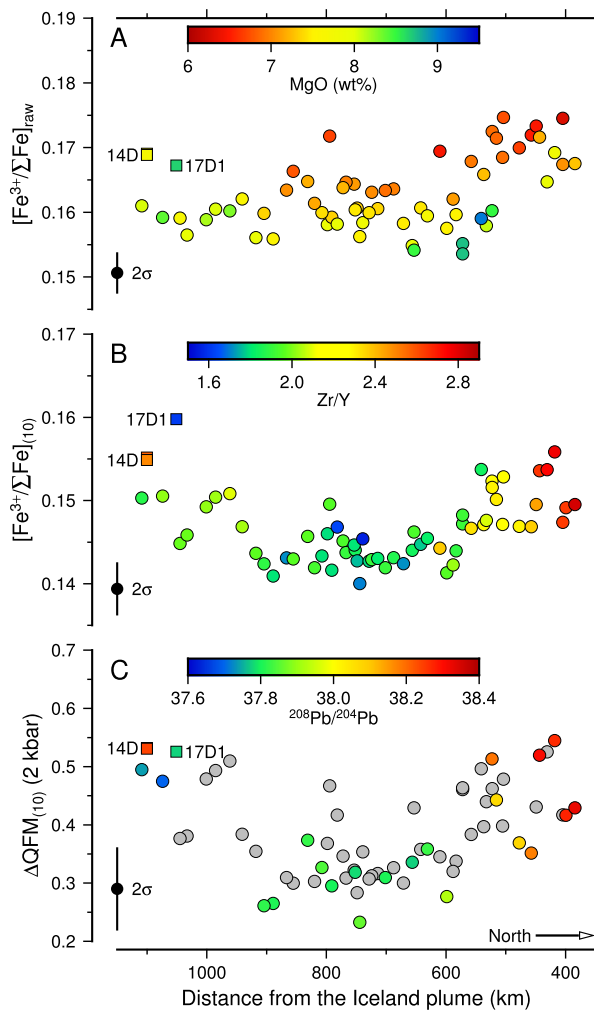 0.19
A
6 7 8 9
MgO (wt%)
0.18
[Fe³⁺/ΣFe]raw
0.17
14D
17D1
0.16
0.15
2σ
0.17
B
1.6 2.0 2.4 2.8
Zr/Y
0.16
17D1
[Fe³⁺/ΣFe](10)
14D
0.15
0.14
2σ
0.7
C
37.6 37.8 38.0 38.2 38.4
²⁰⁸Pb/²⁰⁴Pb
0.6
ΔQFM(10) (2 kbar)
14D
17D1
0.5
0.4
0.3
2σ
0.2
North
1000 800 600 400
Distance from the Iceland plume (km)